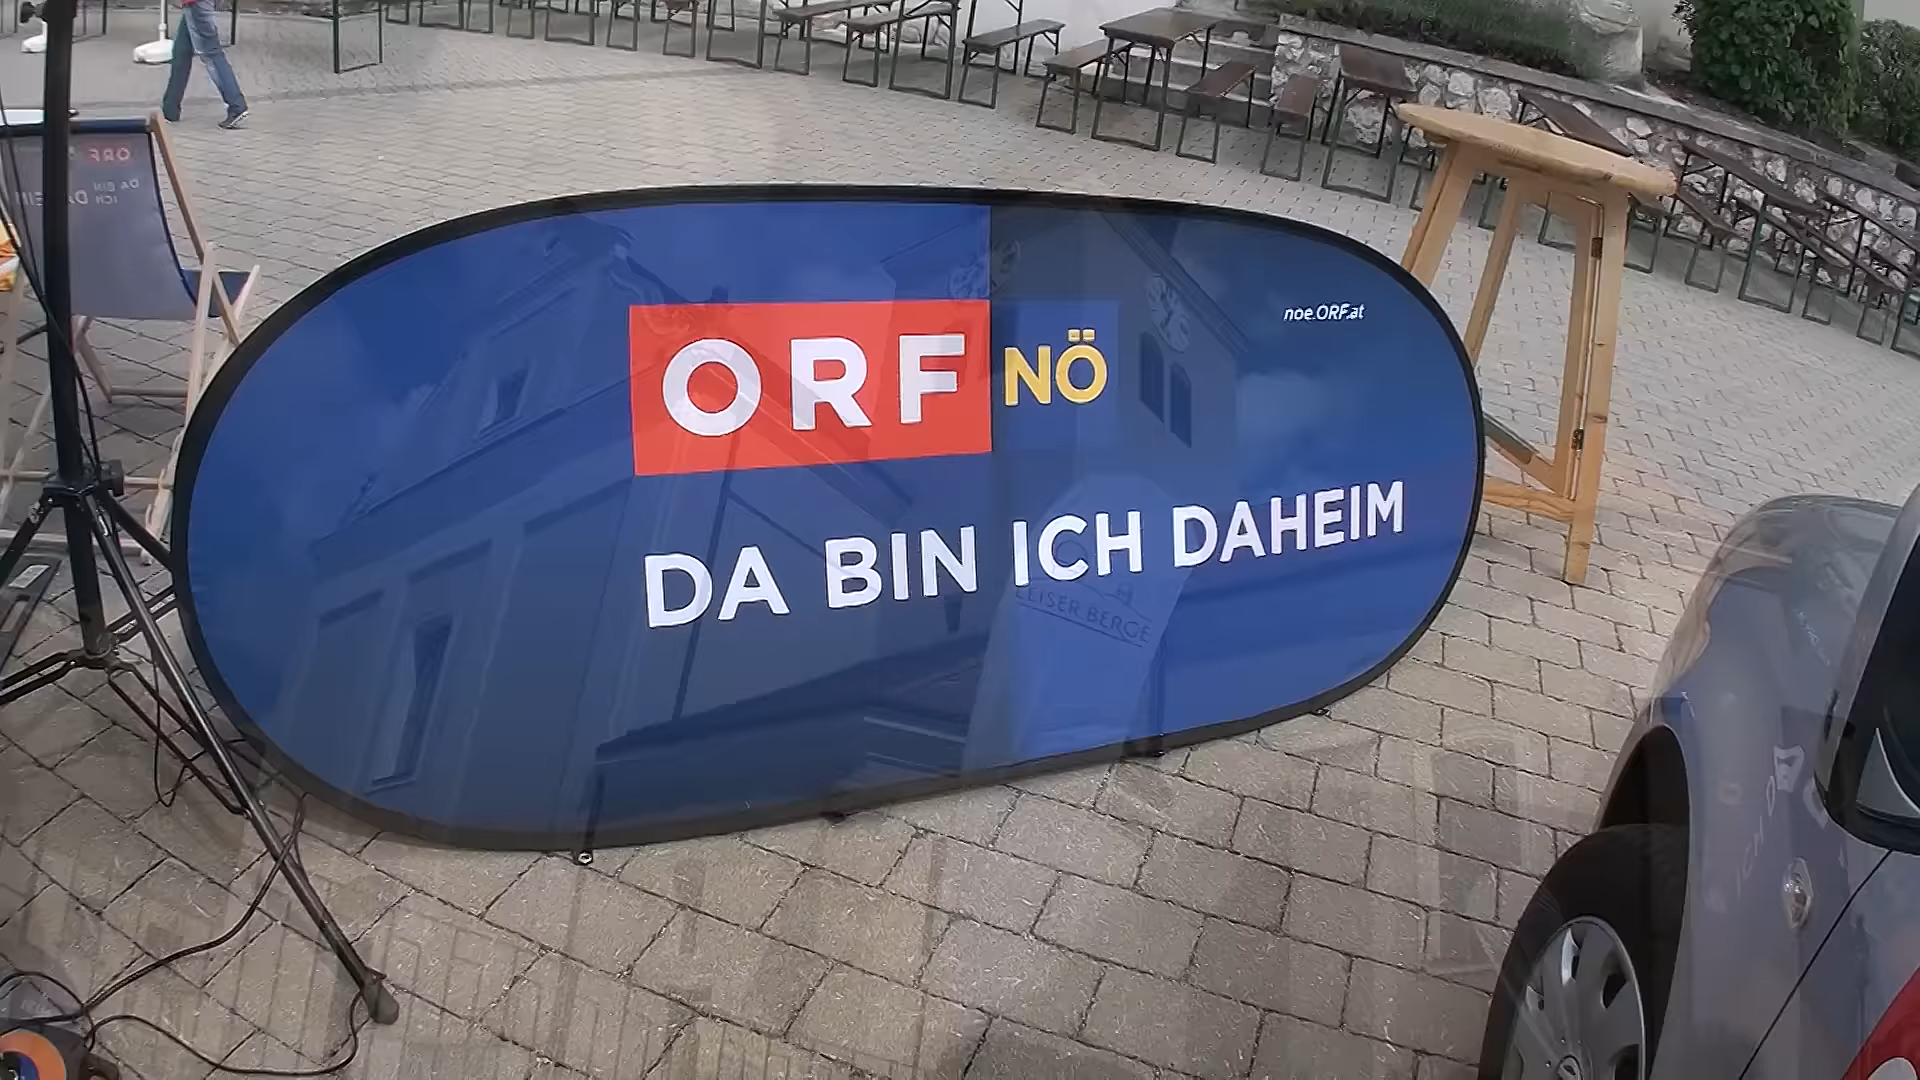 ORF NÖ
noe.ORF.at
DA BIN ICH DAHEIM
LEISER BERGE
ORF
DA BIN
ICH DAHEIM